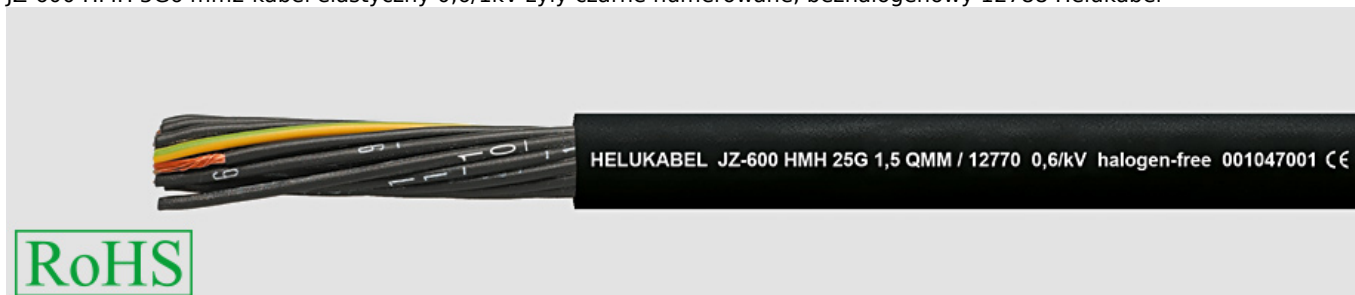 JZ-600 HMH 5G6 mm2 kabel elastyczny 0,6/1kV żyły czarne numerowane, bezhalogenowy 12788 Helukabel
HELUKABEL JZ-600 HMH 25G 1,5 QMM / 12770 0,6/kV halogen-free 001047001 CE
RoHS